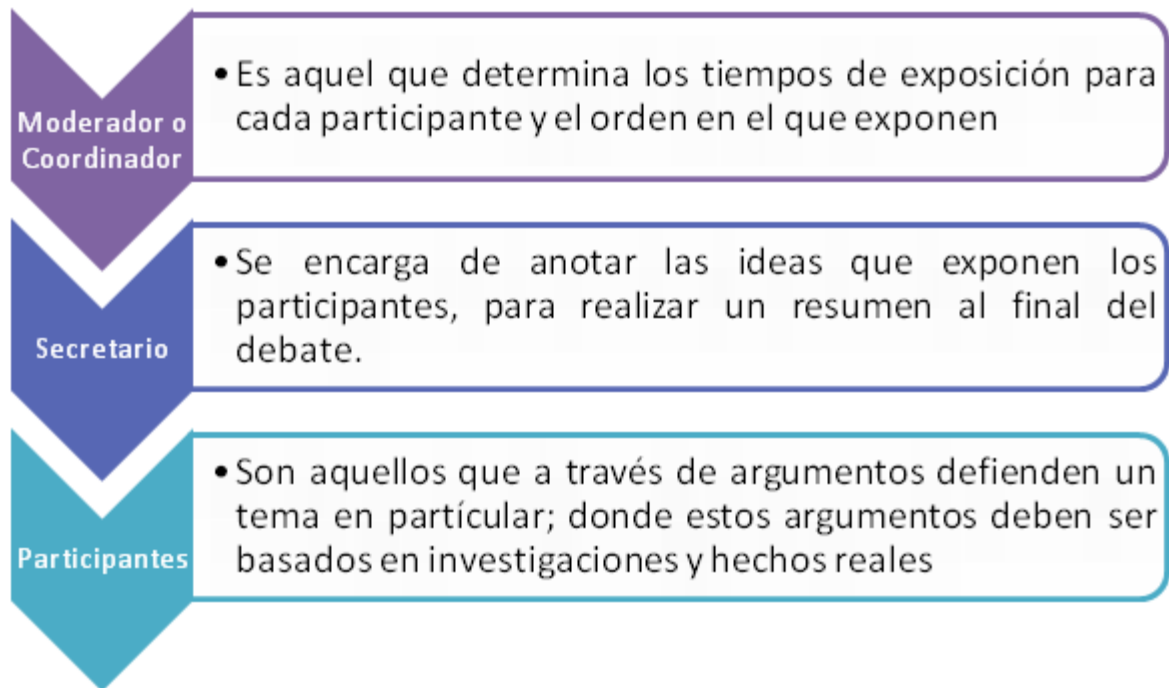 Moderador o
Coordinador
•Es aquel que determina los tiempos de exposición para
cada participante y el orden en el que exponen
Secretario
•Se encarga de anotar las ideas que exponen los
participantes, para realizar un resumen al final del
debate.
Participantes
•Son aquellos que a través de argumentos defienden un
tema en partícular; donde estos argumentos deben ser
basados en investigaciones y hechos reales